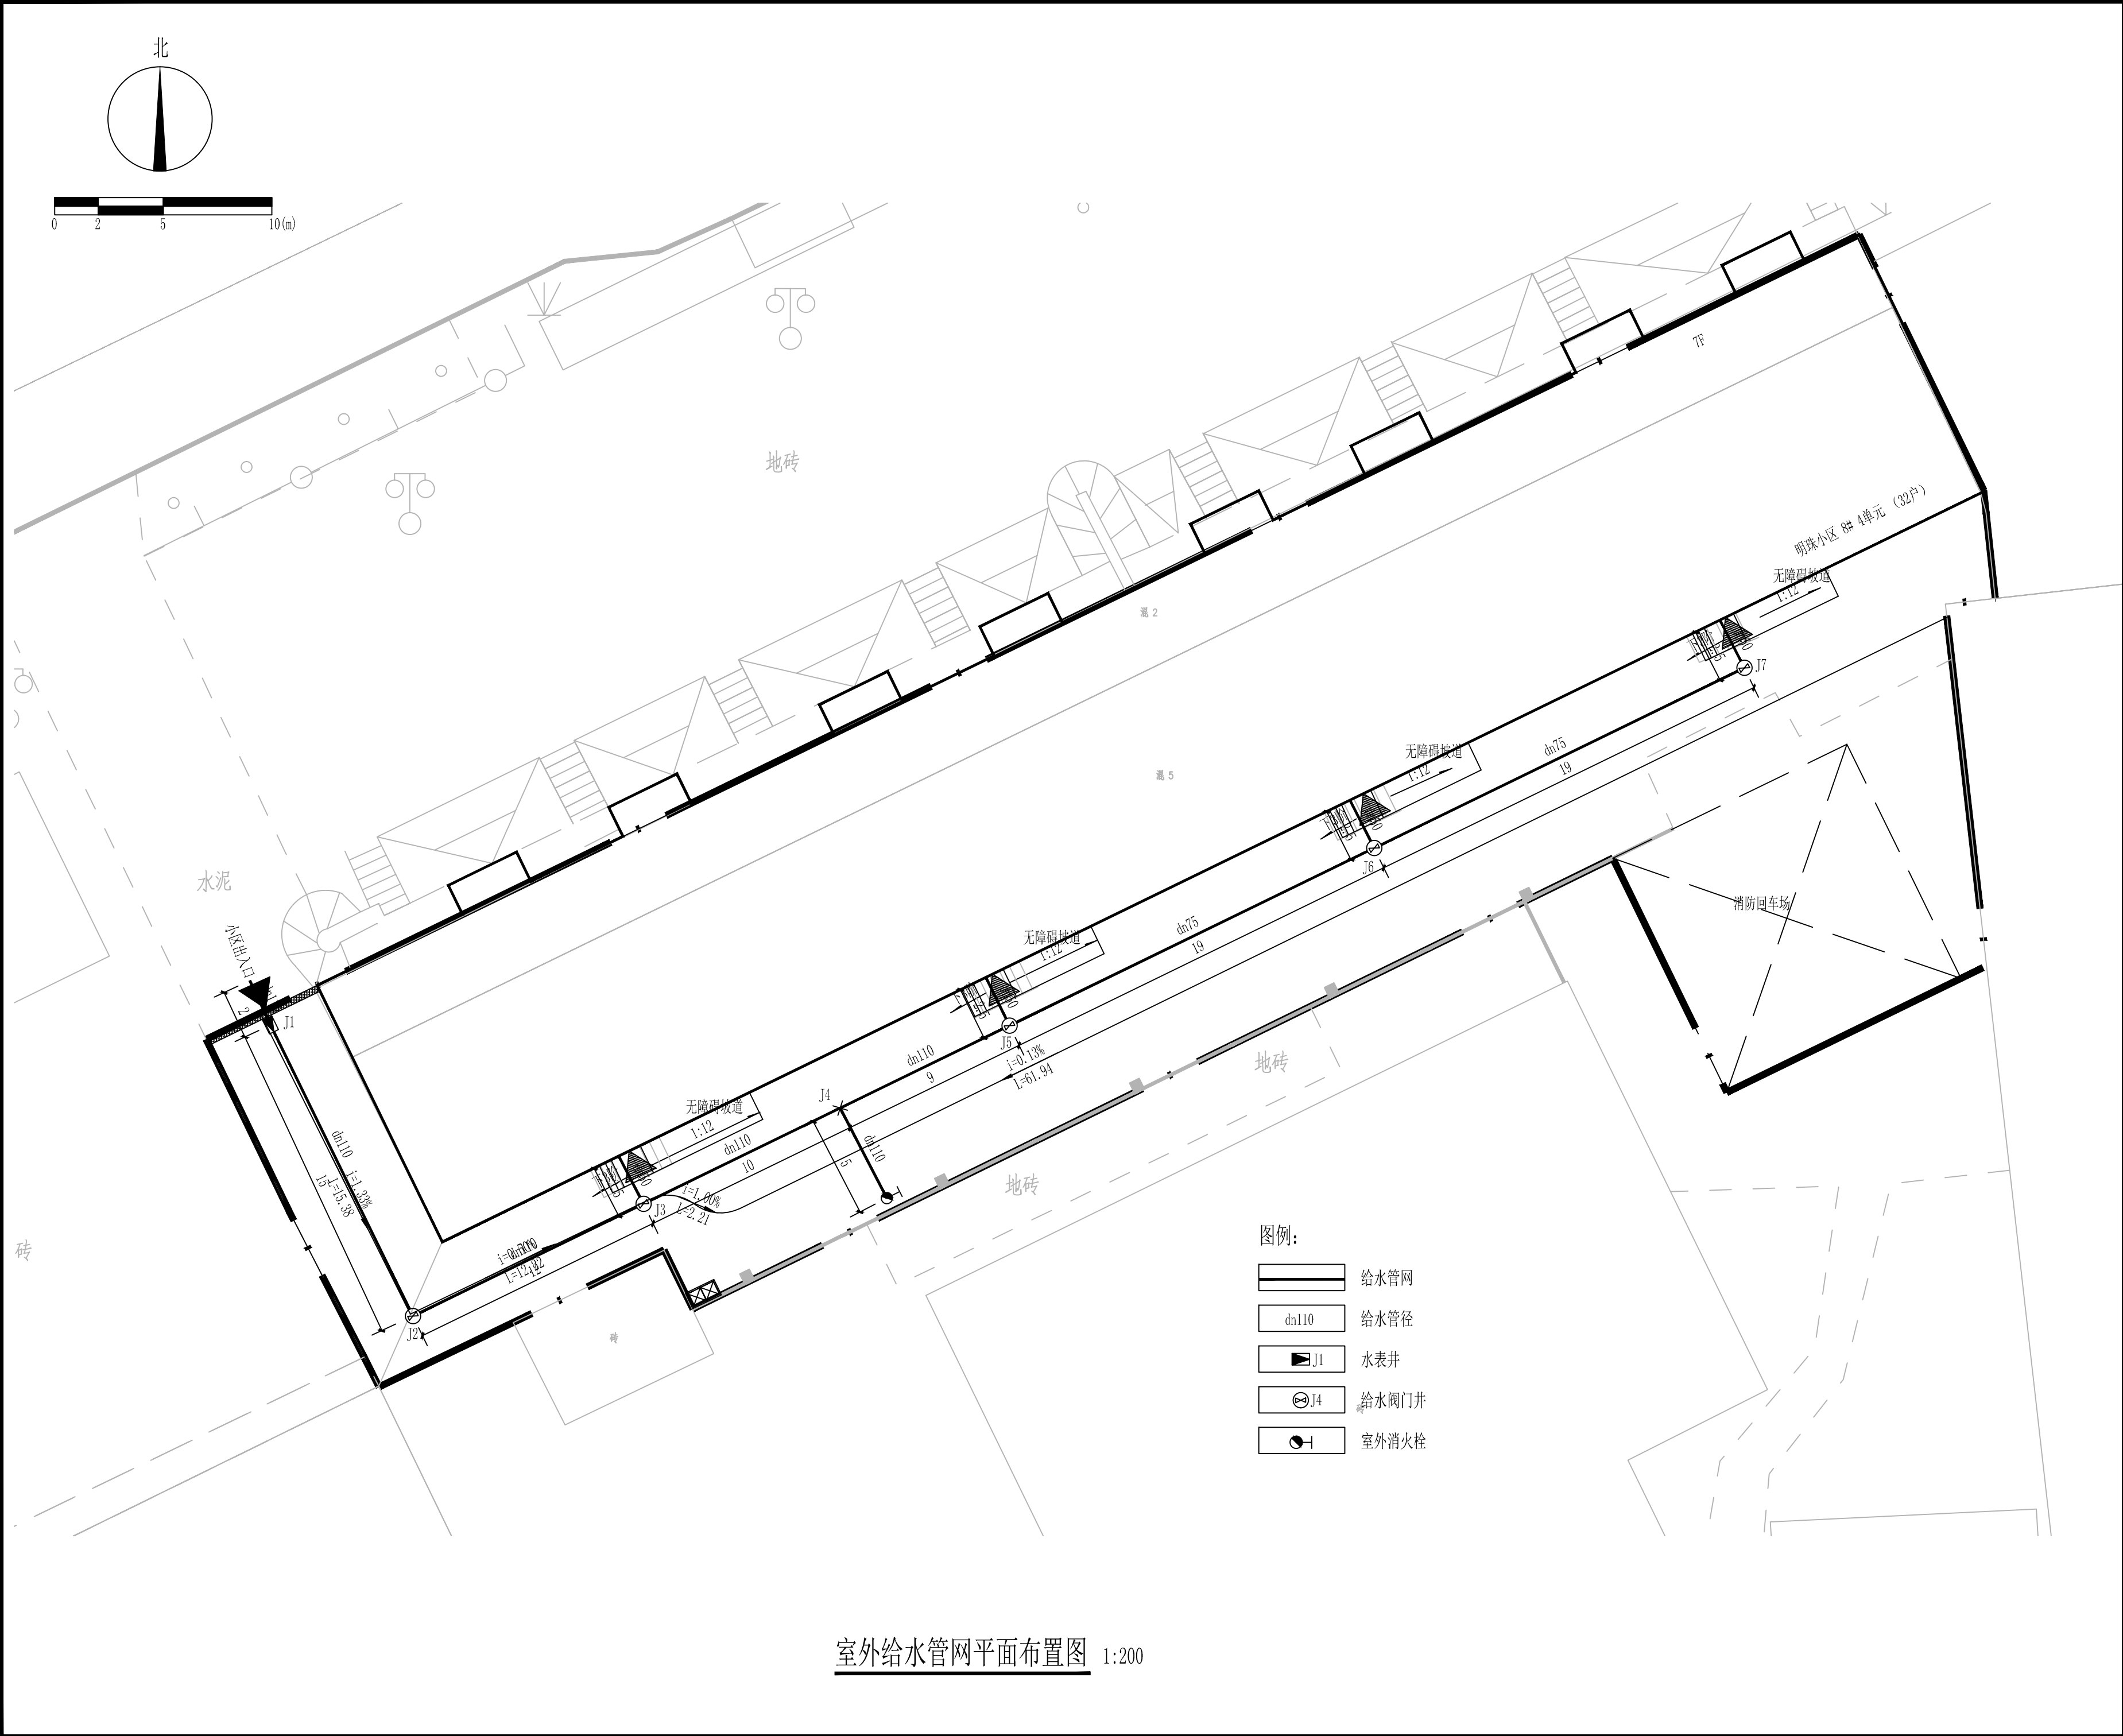 北
0 2 5 10(m)
7F
地砖
明珠小区 8# 4单元 (32户)
无障碍坡道
1:12
混 2
J7
无障碍坡道
1:12
dn75
19
混 5
水泥
J6
消防回车场
小区出入口
dn75
19
无障碍坡道
1:12
2
J1
J5
dn110
9
i=0.13%
L=61.94
地砖
J4
无障碍坡道
1:12
dn110
10
dn110
5
dn110
i=1.33%
L=15.38
15
地砖
i=1.00%
L=2.21
J3
砖
12
J2
砖
图例:
给水管网
dn110 给水管径
J1 水表井
J4 给水阀门井
砖
室外消火栓
室外给水管网平面布置图 1:200